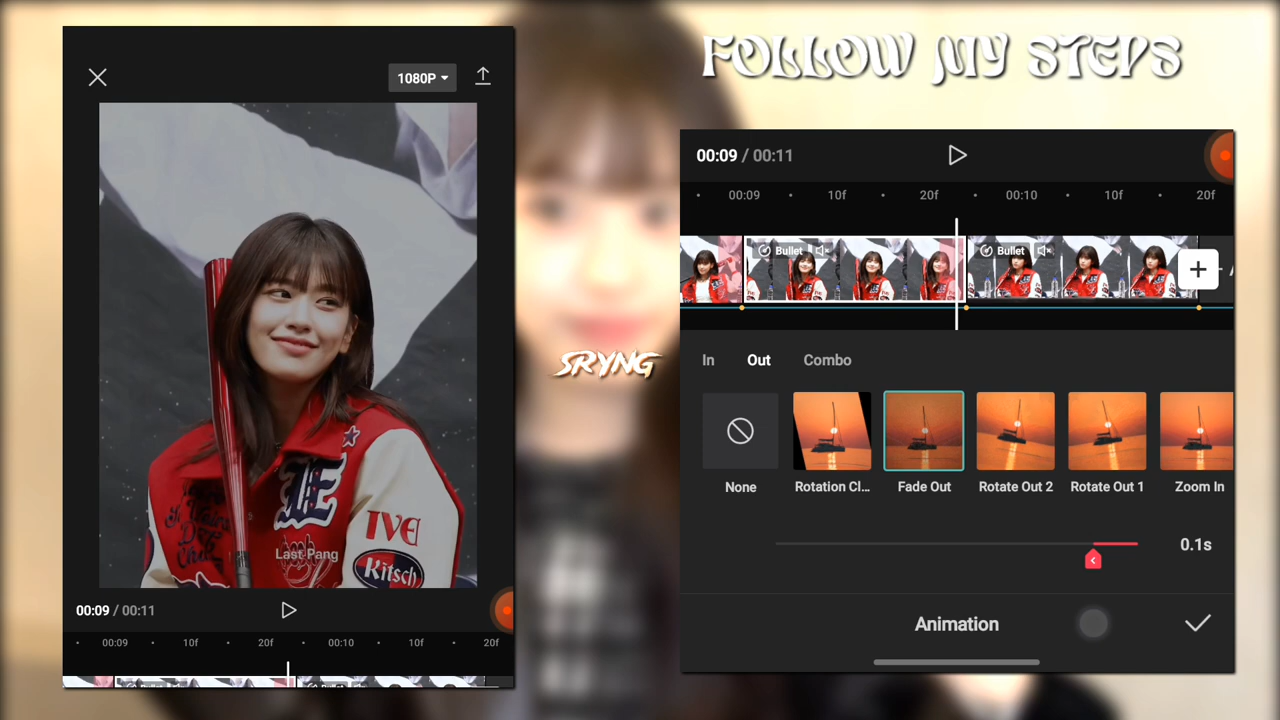 FOLLOW MY STEPS
1080P
IVE
Last Pang
Kitsch
00:09 / 00:11
00:09 10f 20f 00:10 10f 20f
Bullet Bullet
SRYNG
00:09 / 00:11
00:09 10f 20f 00:10 10f 20f
Bullet Bullet
In Out Combo
None Rotation Cl... Fade Out Rotate Out 2 Rotate Out 1 Zoom In
0.1s
Animation